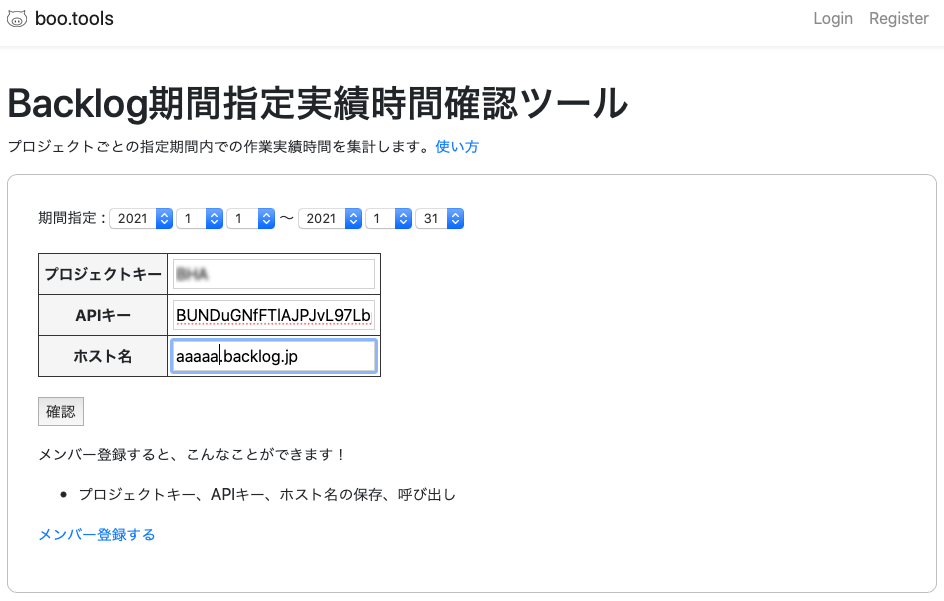 boo.tools Login Register
Backlog期間指定実績時間確認ツール
プロジェクトごとの指定期間内での作業実績時間を集計します。使い方
期間指定 : 2021 1 1 〜 2021 1 31
プロジェクトキー BHA
APIキー BUNDuGNfFTlAJPJvL97Lb
ホスト名 aaaaa.backlog.jp
確認
メンバー登録すると、こんなことができます！
• プロジェクトキー、APIキー、ホスト名の保存、呼び出し
メンバー登録する